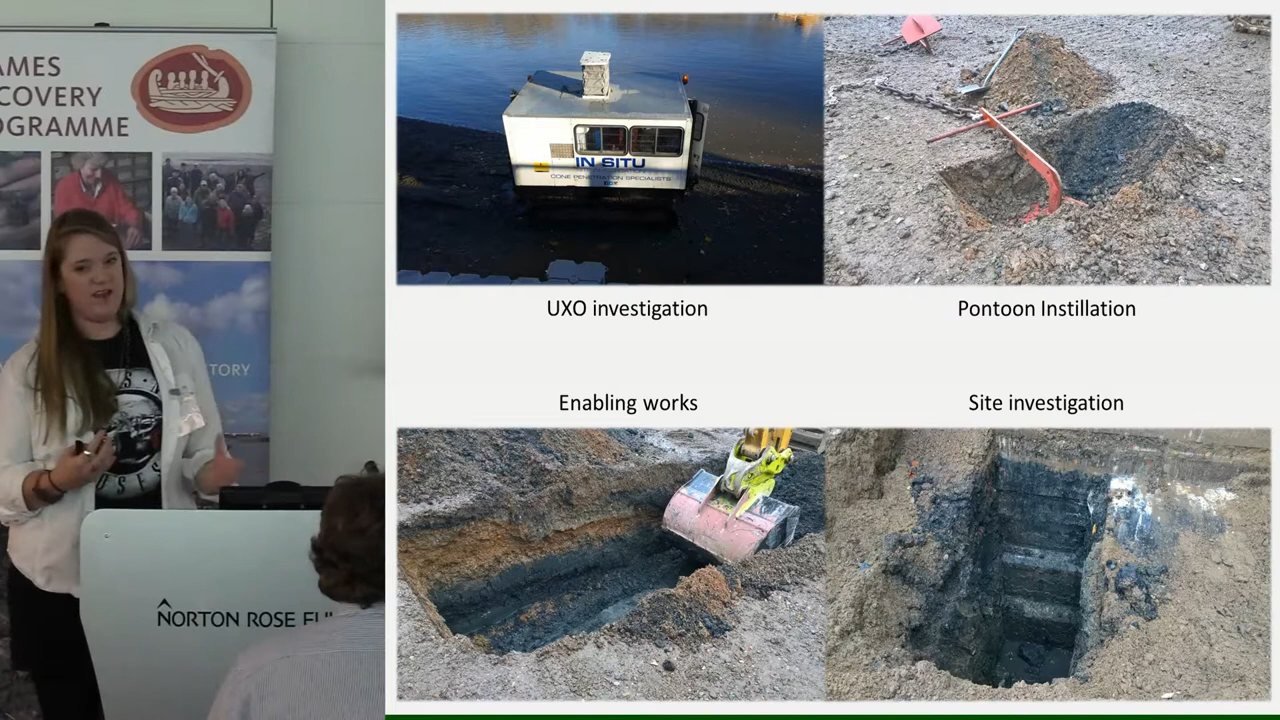 AMES
COVERY
OGRAMME
TORY
NORTON ROSE FUL
IN SITU
CONE PENETRATION SPECIALISTS
UXO investigation
Pontoon Instillation
Enabling works
Site investigation